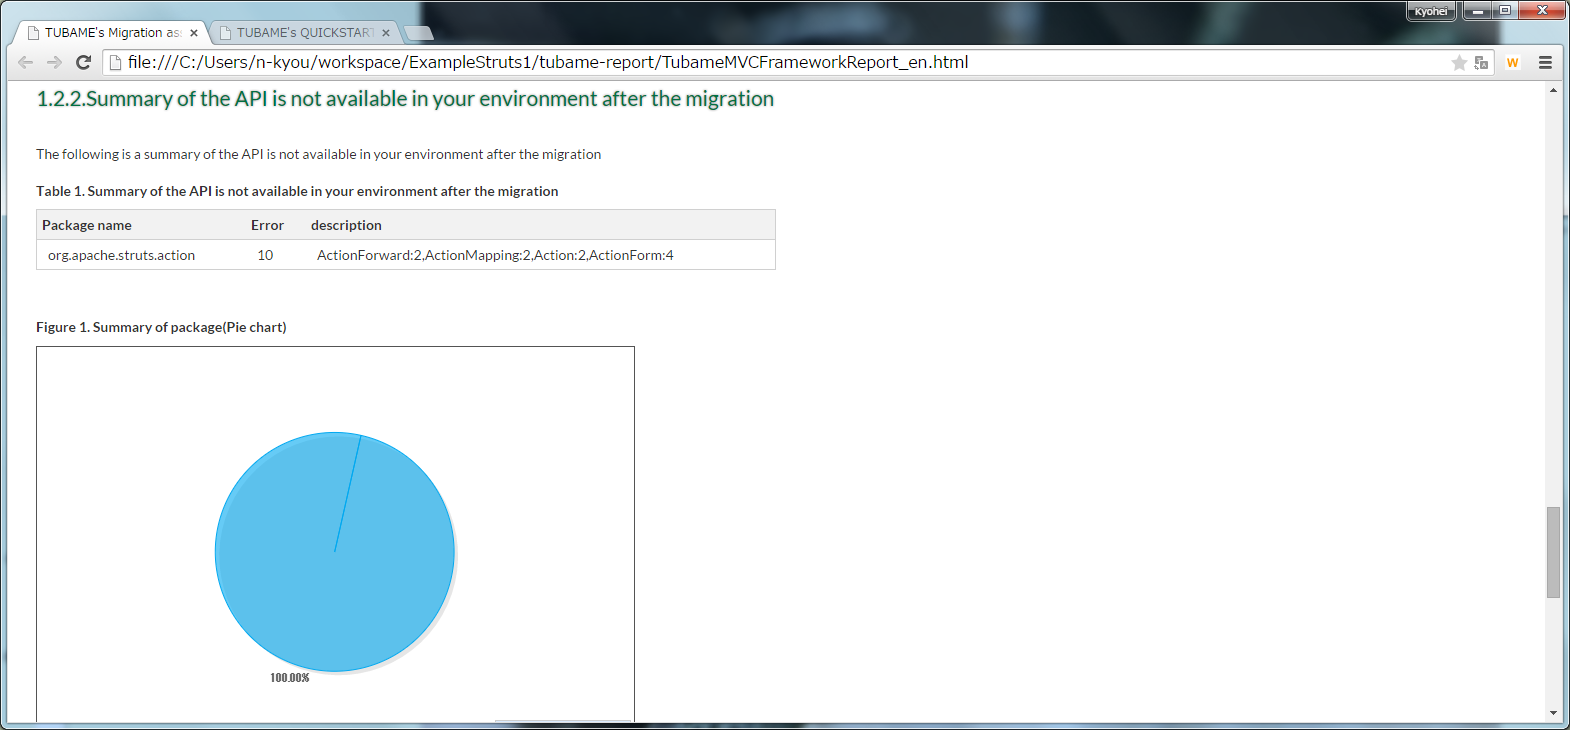 Kyohei
TUBAME's Migration as
TUBAME's QUICKSTART
file:///C:/Users/n-kyou/workspace/ExampleStruts1/tubame-report/TubameMVCFrameworkReport_en.html
W
1.2.2.Summary of the API is not available in your environment after the migration
The following is a summary of the API is not available in your environment after the migration
Table 1. Summary of the API is not available in your environment after the migration
Package name Error description
org.apache.struts.action 10 ActionForward:2,ActionMapping:2,Action:2,ActionForm:4
Figure 1. Summary of package(Pie chart)
100.00%